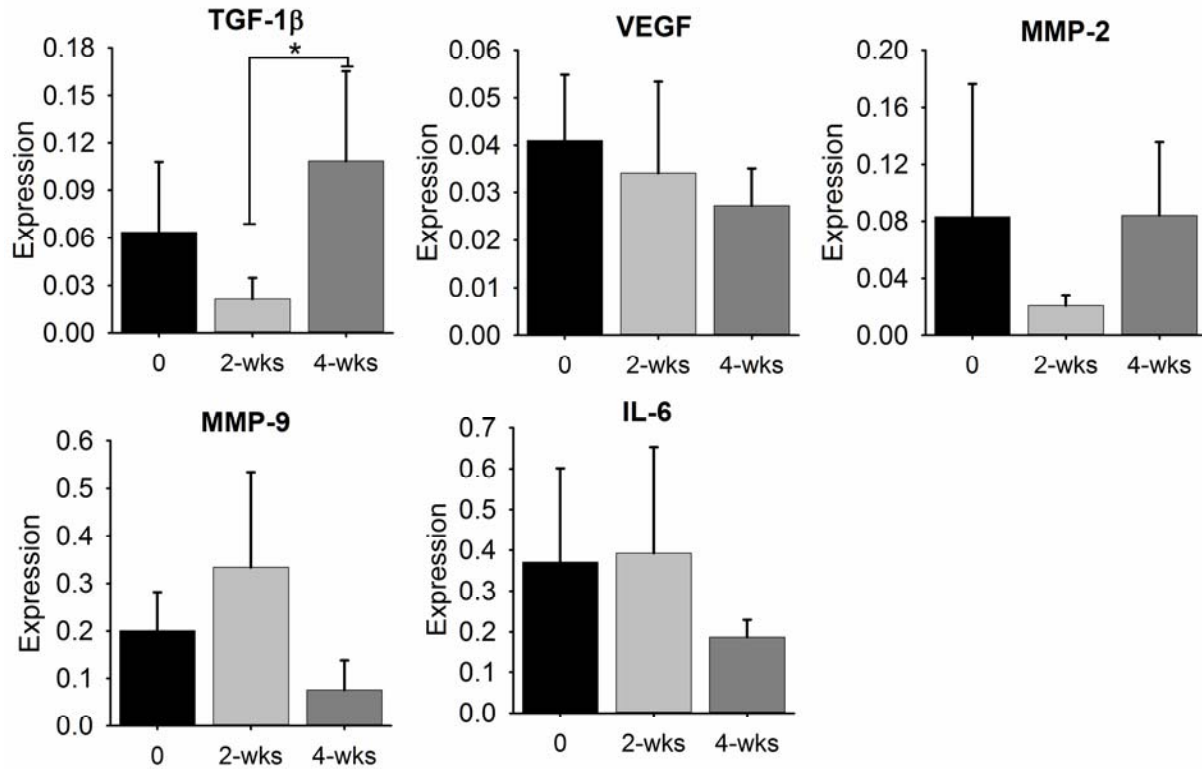 TGF-1β
*
Expression
0.18
0.15
0.12
0.09
0.06
0.03
0.00
0 2-wks 4-wks
VEGF
Expression
0.06
0.05
0.04
0.03
0.02
0.01
0.00
0 2-wks 4-wks
MMP-2
Expression
0.20
0.16
0.12
0.08
0.04
0.00
0 2-wks 4-wks
MMP-9
Expression
0.6
0.5
0.4
0.3
0.2
0.1
0.0
0 2-wks 4-wks
IL-6
Expression
0.7
0.6
0.5
0.4
0.3
0.2
0.1
0.0
0 2-wks 4-wks